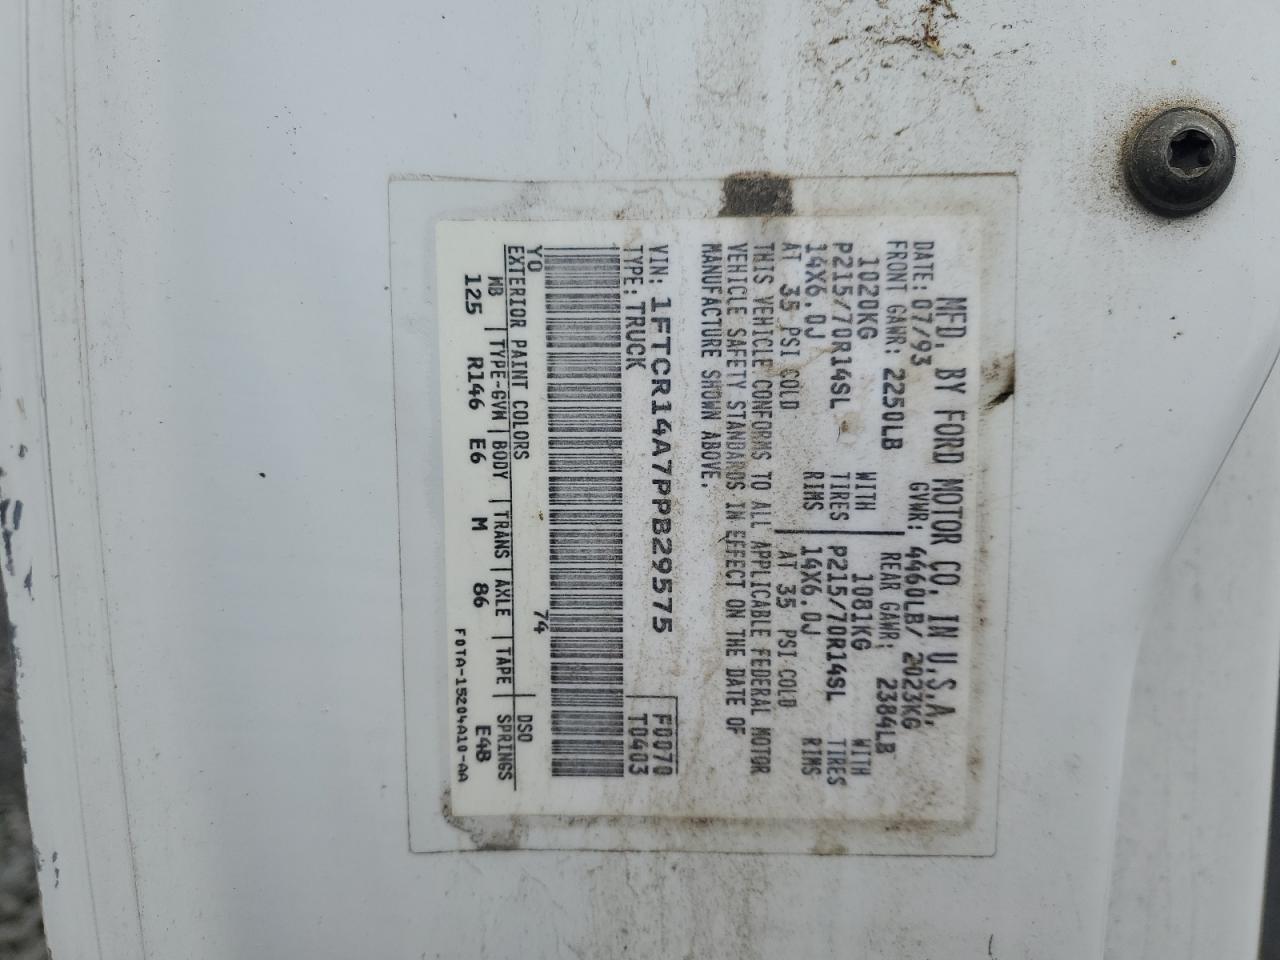 MFD. BY FORD MOTOR CO. IN U.S.A.
DATE: 07/93 GVWR: 4460LB/ 2023KG
FRONT GAWR: 2250LB REAR GAWR: 2384LB
1020KG WITH 1081KG WITH
P215/70R14SL TIRES P215/70R14SL TIRES
14X6.0J RIMS 14X6.0J RIMS
AT 35 PSI COLD AT 35 PSI COLD
THIS VEHICLE CONFORMS TO ALL APPLICABLE FEDERAL MOTOR
VEHICLE SAFETY STANDARDS IN EFFECT ON THE DATE OF
MANUFACTURE SHOWN ABOVE.
VIN: 1FTCR14A7PPB29575 F0070
TYPE: TRUCK T0403
YO 74
EXTERIOR PAINT COLORS DSO
WB TYPE-GVW BODY TRANS AXLE TAPE SPRINGS
125 R146 E6 M 86 E4B
F0TA-15204A10-AA